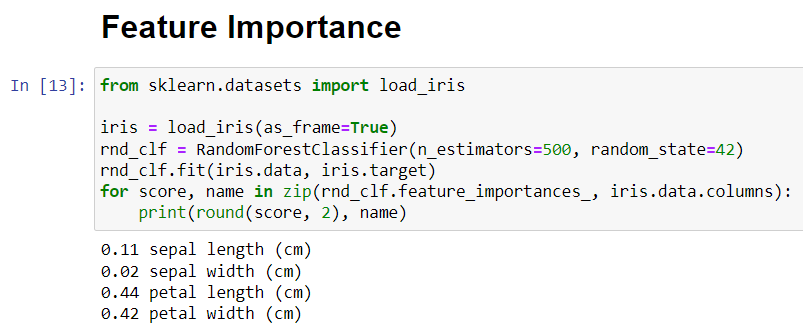 Feature Importance
In [13]: from sklearn.datasets import load_iris
iris = load_iris(as_frame=True)
rnd_clf = RandomForestClassifier(n_estimators=500, random_state=42)
rnd_clf.fit(iris.data, iris.target)
for score, name in zip(rnd_clf.feature_importances_, iris.data.columns):
    print(round(score, 2), name)
0.11 sepal length (cm)
0.02 sepal width (cm)
0.44 petal length (cm)
0.42 petal width (cm)